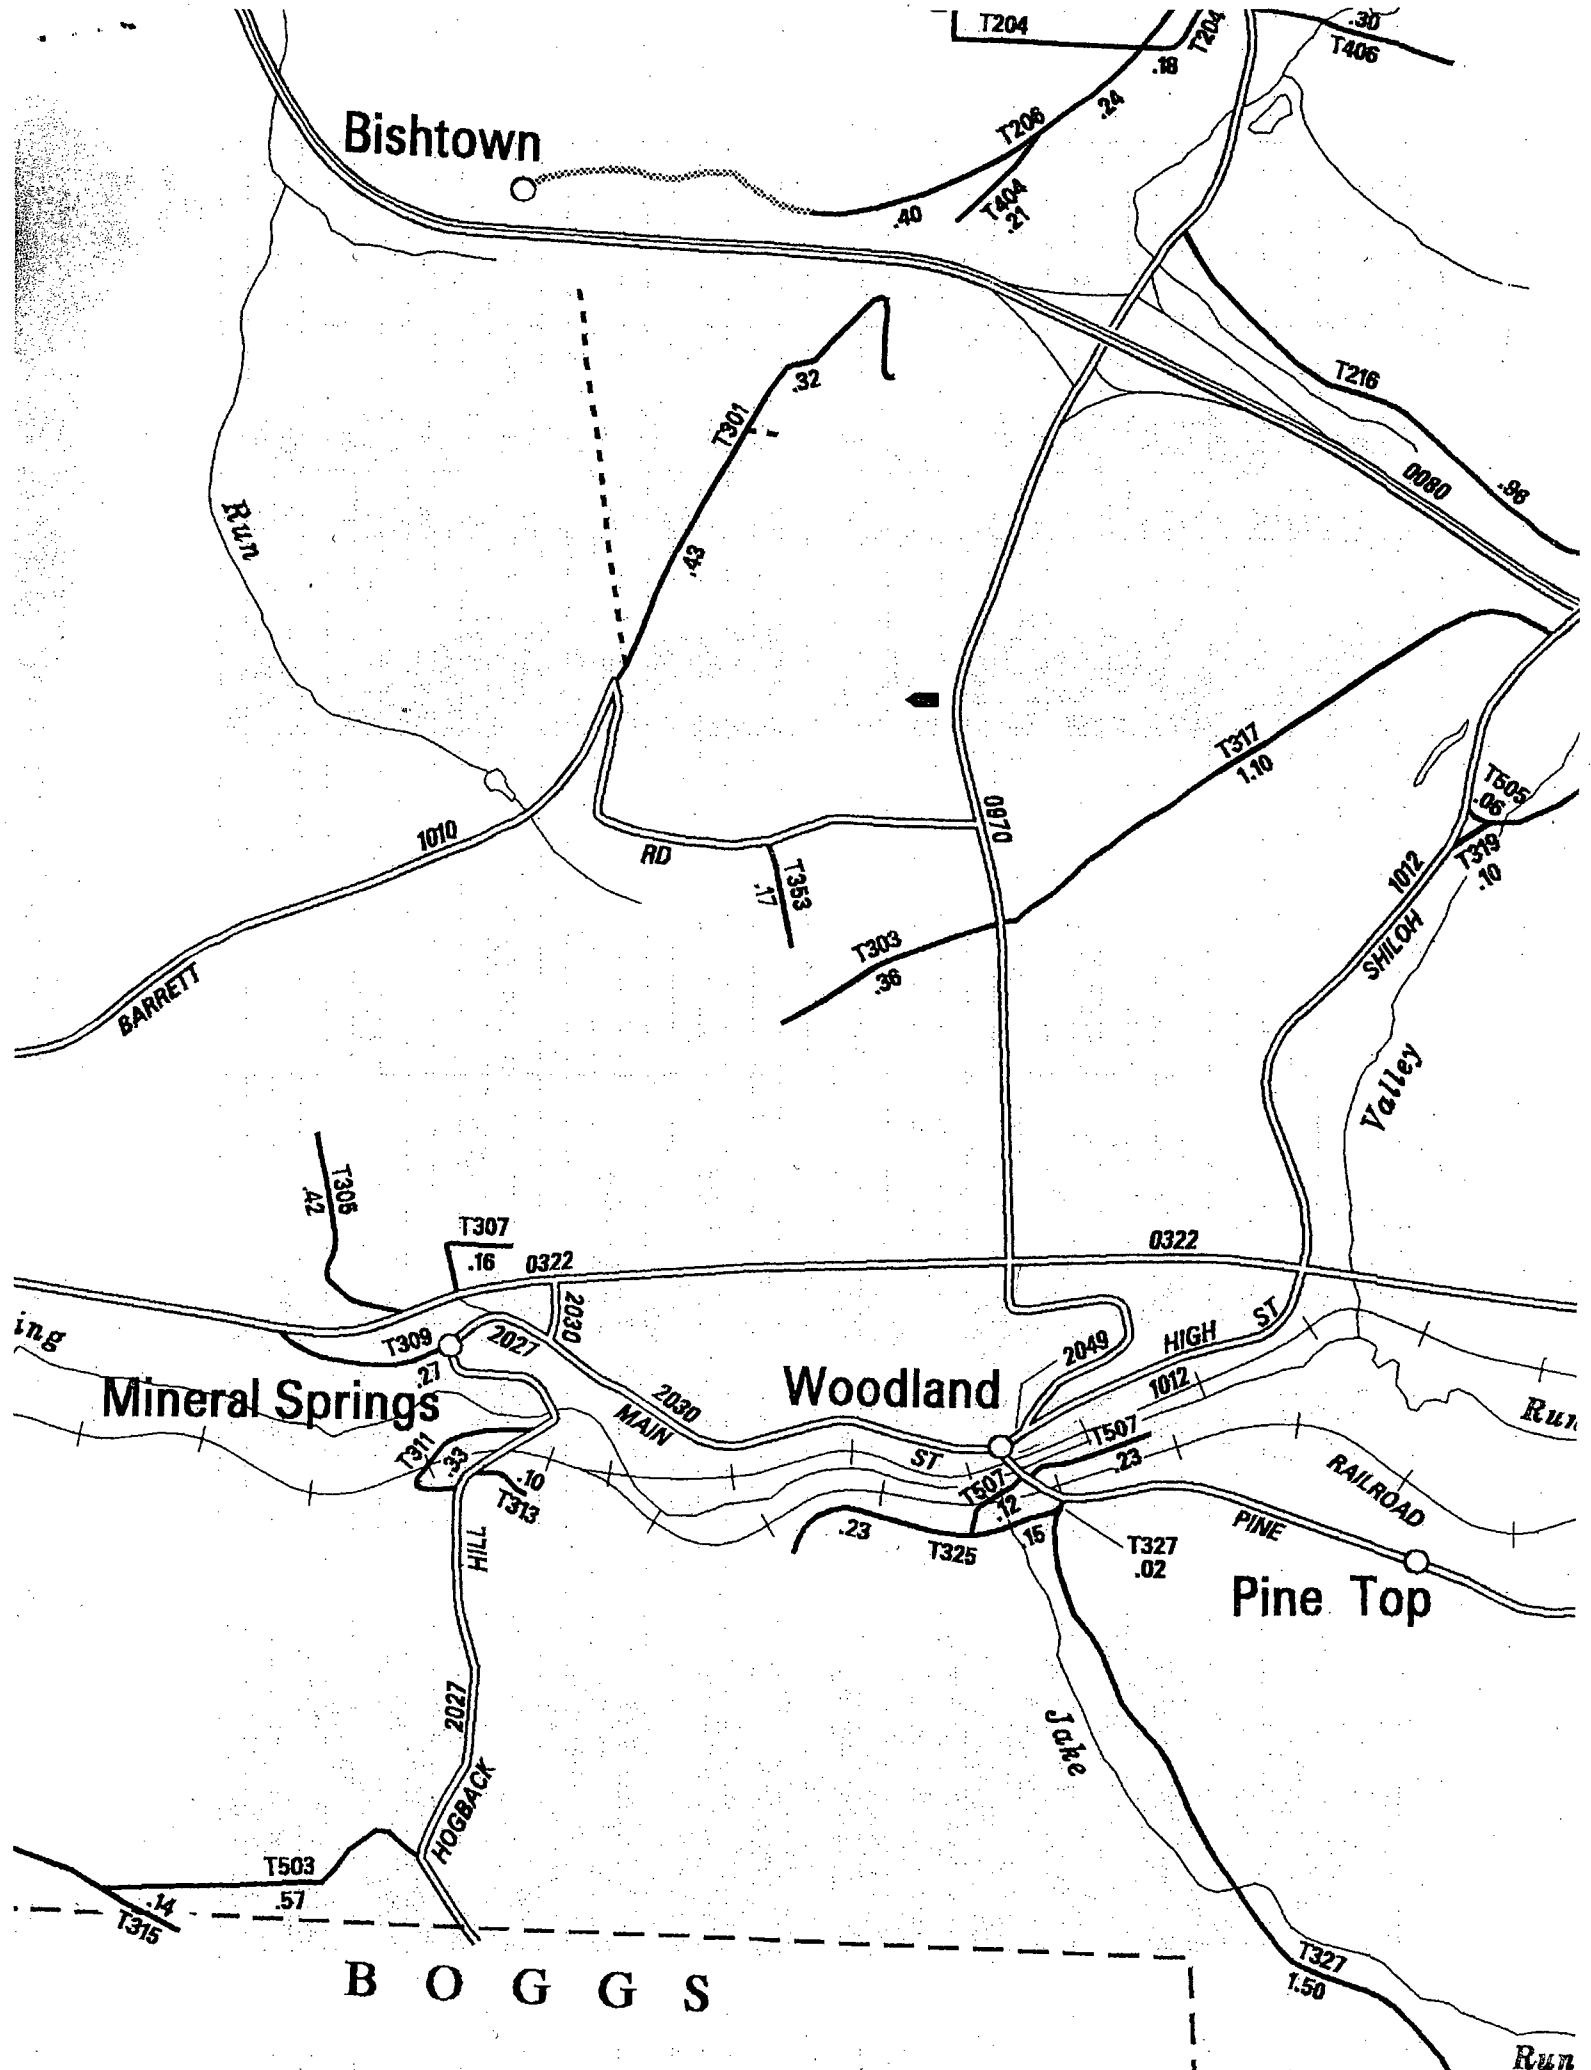 T204
T204
.18
.30
T406
Bishtown
T206
.24
.40
T404
.21
T216
.96
0080
.32
T301
.43
Run
T317
1.10
0970
T505
.06
T319
.10
1010
RD
T353
.17
1012
SHILOH
T303
.36
BARRETT
Valley
T305
.42
T307
.16
0322
0322
2030
ing
T309
.27
2027
2049
HIGH
ST
1012
Mineral Springs
Woodland
2030
MAIN
ST
Run
T311
.33
.10
T313
T507
.23
T507
.12
RAILROAD
PINE
.23
T325
.15
T327
.02
HILL
Pine Top
2027
Jake
HOGBACK
T503
.57
.14
T315
BOGGS
T327
1.50
Run